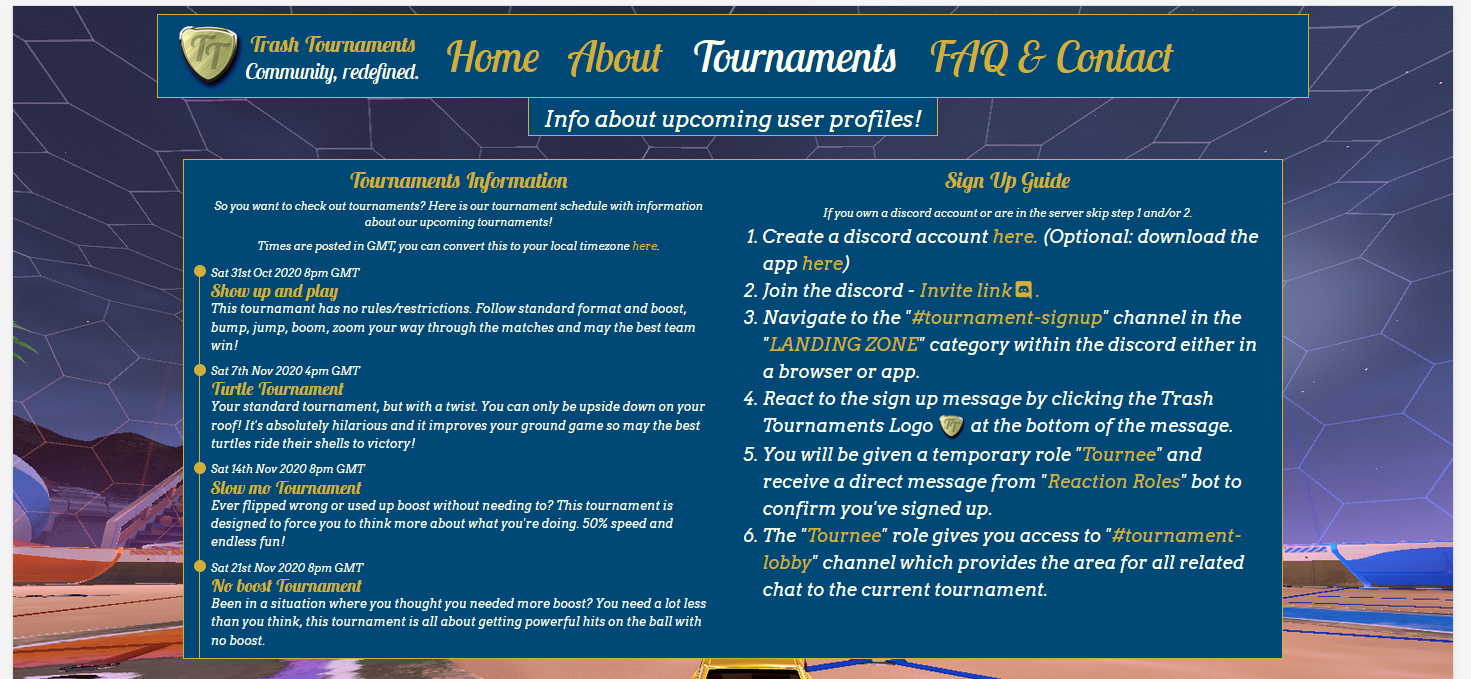 TT
Trash Tournaments
Community, redefined.
Home About Tournaments FAQ & Contact
Info about upcoming user profiles!
Tournaments Information
So you want to check out tournaments? Here is our tournament schedule with information
about our upcoming tournaments!
Times are posted in GMT, you can convert this to your local timezone here.
Sat 31st Oct 2020 8pm GMT
Show up and play
This tournamant has no rules/restrictions. Follow standard format and boost,
bump, jump, boom, zoom your way through the matches and may the best team
win!
Sat 7th Nov 2020 4pm GMT
Turtle Tournament
Your standard tournament, but with a twist. You can only be upside down on your
roof! It's absolutely hilarious and it improves your ground game so may the best
turtles ride their shells to victory!
Sat 14th Nov 2020 8pm GMT
Slow mo Tournament
Ever flipped wrong or used up boost without needing to? This tournament is
designed to force you to think more about what you're doing. 50% speed and
endless fun!
Sat 21st Nov 2020 8pm GMT
No boost Tournament
Been in a situation where you thought you needed more boost? You need a lot less
than you think, this tournament is all about getting powerful hits on the ball with
no boost.
Sign Up Guide
If you own a discord account or are in the server skip step 1 and/or 2.
1. Create a discord account here. (Optional: download the
app here)
2. Join the discord - Invite link .
3. Navigate to the "#tournament-signup" channel in the
"LANDING ZONE" category within the discord either in
a browser or app.
4. React to the sign up message by clicking the Trash
Tournaments Logo TT at the bottom of the message.
5. You will be given a temporary role "Tournee" and
receive a direct message from "Reaction Roles" bot to
confirm you've signed up.
6. The "Tournee" role gives you access to "#tournament-
lobby" channel which provides the area for all related
chat to the current tournament.